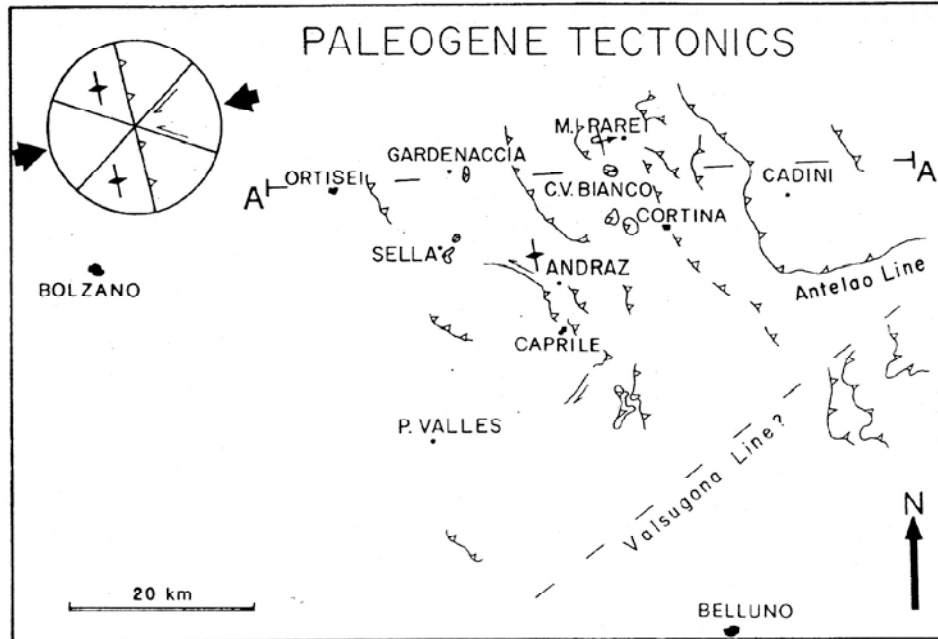 PALEOGENE TECTONICS
M.I RAREI
GARDENACCIA
A
ORTISEI
C.V. BIANCO
CADINI
A
CORTINA
SELLA
ANDRAZ
BOLZANO
Antelao Line
CAPRILE
P. VALLES
Valsugana Line?
N
20 km
BELLUNO